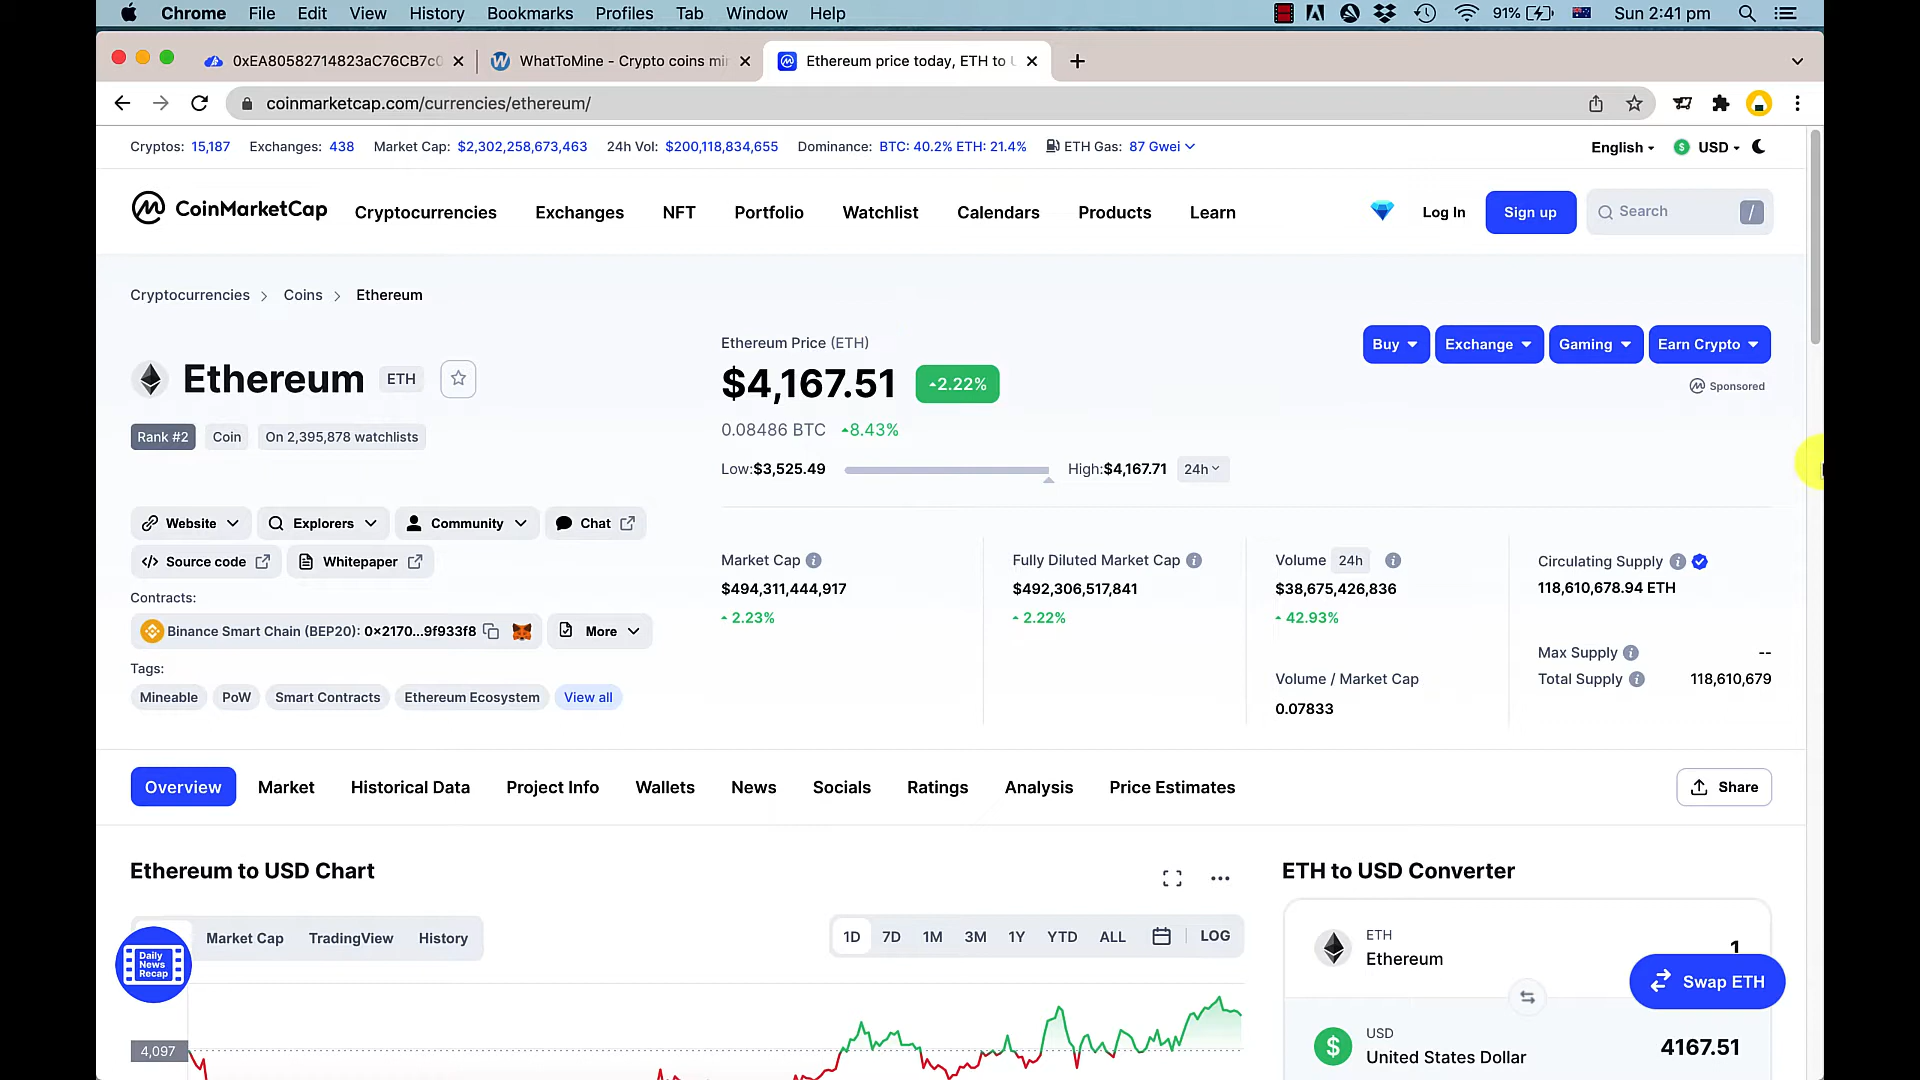 Chrome File Edit View History Bookmarks Profiles Tab Window Help 91% Sun 2:41 pm
0xEA80582714823aC76CB7c0 WhatToMine - Crypto coins min Ethereum price today, ETH to U
coinmarketcap.com/currencies/ethereum/
Cryptos: 15,187 Exchanges: 438 Market Cap: $2,302,258,673,463 24h Vol: $200,118,834,655 Dominance: BTC: 40.2% ETH: 21.4% ETH Gas: 87 Gwei English USD
CoinMarketCap Cryptocurrencies Exchanges NFT Portfolio Watchlist Calendars Products Learn Log In Sign up Search /
Cryptocurrencies > Coins > Ethereum
Ethereum Price (ETH)
Buy Exchange Gaming Earn Crypto
Ethereum ETH
$4,167.51 2.22%
Sponsored
0.08486 BTC 8.43%
Rank #2 Coin On 2,395,878 watchlists
Low:$3,525.49 High:$4,167.71 24h
Website Explorers Community Chat
Source code Whitepaper
Market Cap Fully Diluted Market Cap Volume 24h Circulating Supply
$494,311,444,917 $492,306,517,841 $38,675,426,836 118,610,678.94 ETH
2.23% 2.22% 42.93%
Contracts:
Binance Smart Chain (BEP20): 0x2170...9f933f8 More
Max Supply --
Tags:
Volume / Market Cap Total Supply 118,610,679
Mineable PoW Smart Contracts Ethereum Ecosystem View all
0.07833
Overview Market Historical Data Project Info Wallets News Socials Ratings Analysis Price Estimates Share
Ethereum to USD Chart
ETH to USD Converter
Market Cap TradingView History 1D 7D 1M 3M 1Y YTD ALL LOG
Daily
News
Recap
ETH
Ethereum 1
Swap ETH
USD
United States Dollar 4167.51
4,097